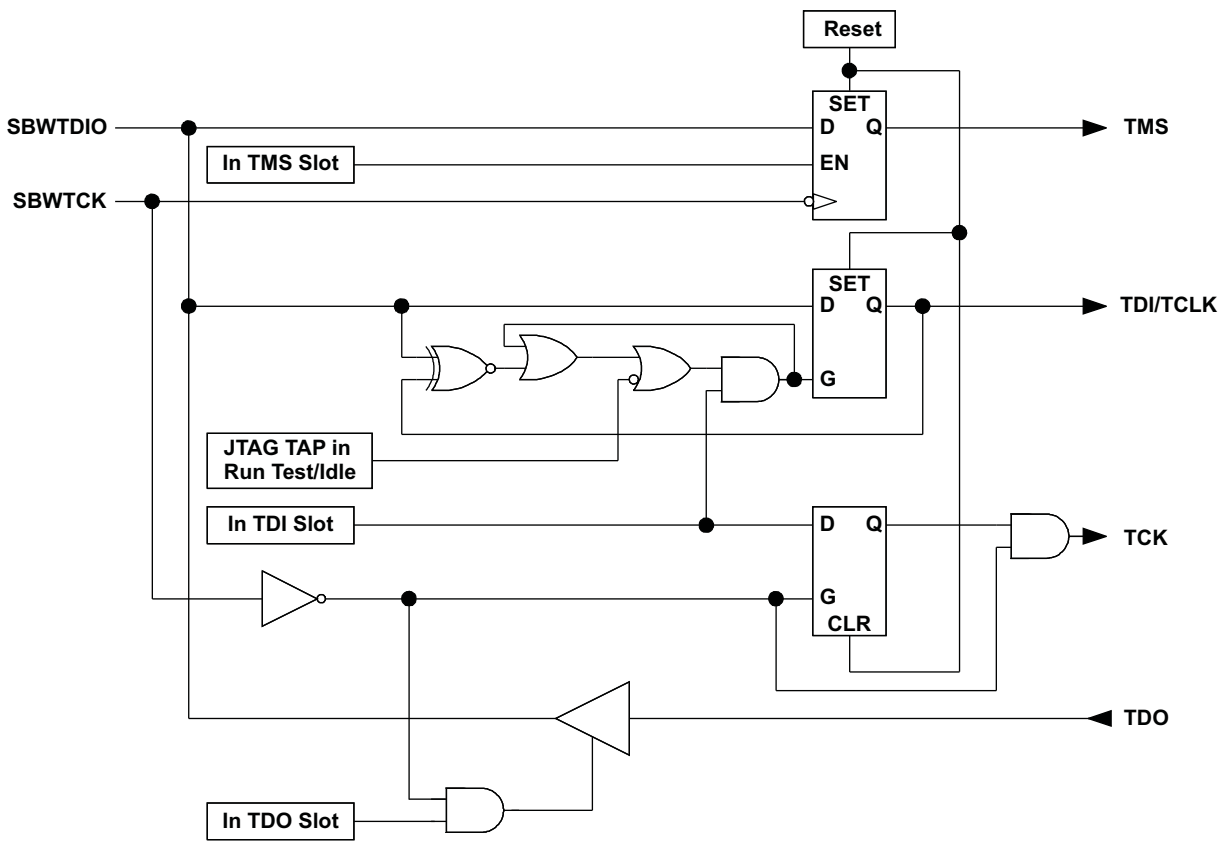 Reset
SET
SBWTDIO
D
Q
TMS
In TMS Slot
EN
SBWTCK
SET
D
Q
TDI/TCLK
G
JTAG TAP in
Run Test/Idle
In TDI Slot
D
Q
TCK
G
CLR
TDO
In TDO Slot